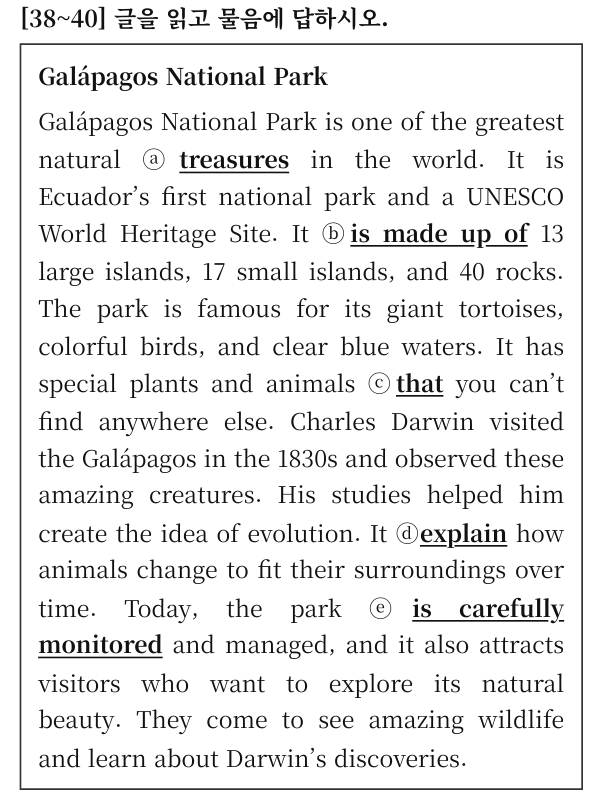 [38~40] 글을 읽고 물음에 답하시오.
Galápagos National Park
Galápagos National Park is one of the greatest
natural ⓐ treasures in the world. It is
Ecuador’s first national park and a UNESCO
World Heritage Site. It ⓑ is made up of 13
large islands, 17 small islands, and 40 rocks.
The park is famous for its giant tortoises,
colorful birds, and clear blue waters. It has
special plants and animals ⓒ that you can’t
find anywhere else. Charles Darwin visited
the Galápagos in the 1830s and observed these
amazing creatures. His studies helped him
create the idea of evolution. It ⓓexplain how
animals change to fit their surroundings over
time. Today, the park ⓔ is carefully
monitored and managed, and it also attracts
visitors who want to explore its natural
beauty. They come to see amazing wildlife
and learn about Darwin’s discoveries.